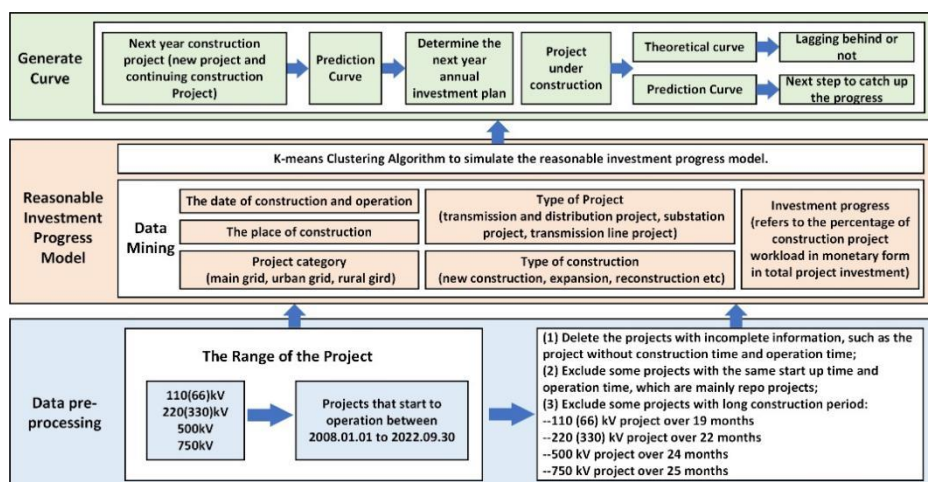 Generate
Curve
Next year construction
project (new project and
continuing construction
Project)
Prediction
Curve
Determine the
next year
annual
investment plan
Project
under
construction
Theoretical curve
Lagging behind or
not
Prediction Curve
Next step to catch up
the progress
Reasonable
Investment
Progress
Model
K-means Clustering Algorithm to simulate the reasonable investment progress model.
Data
Mining
The date of construction and operation
The place of construction
Project category
(main grid, urban grid, rural gird)
Type of Project
(transmission and distribution project, substation
project, transmission line project)
Type of construction
(new construction, expansion, reconstruction etc)
Investment progress
(refers to the percentage of
construction project
workload in monetary form
in total project investment)
Data pre-
processing
The Range of the Project
110(66)kV
220(330)kV
500kV
750kV
Projects that start to
operation between
2008.01.01 to 2022.09.30
(1) Delete the projects with incomplete information, such as the
project without construction time and operation time;
(2) Exclude some projects with the same start up time and
operation time, which are mainly repo projects;
(3) Exclude some projects with long construction period:
--110 (66) kV project over 19 months
--220 (330) kV project over 22 months
--500 kV project over 24 months
--750 kV project over 25 months